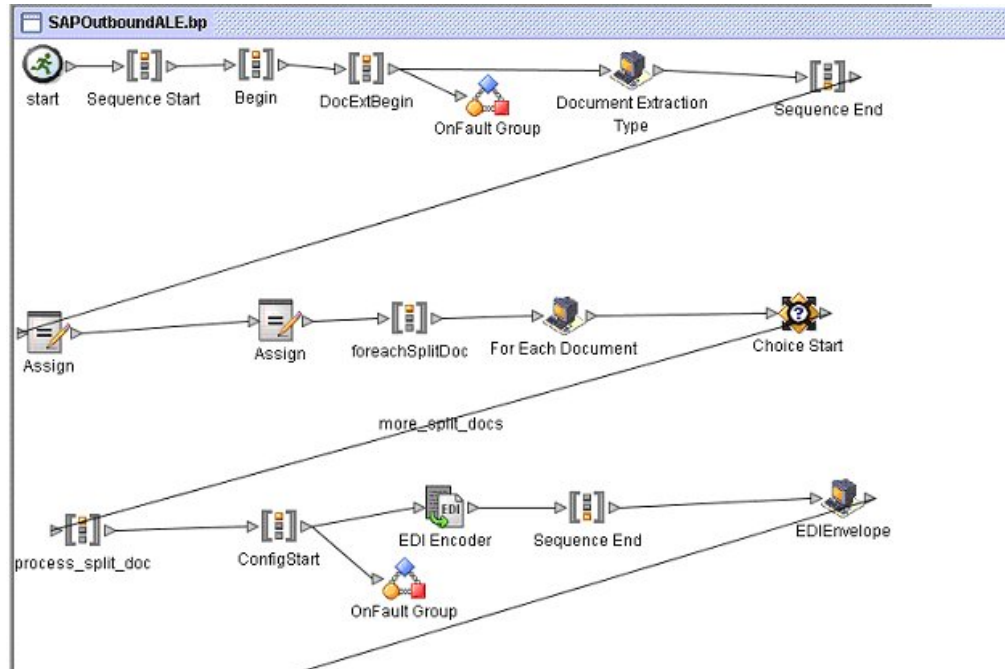 SAPOutboundALE.bp
start
Sequence Start
Begin
DocExtBegin
OnFault Group
Document Extraction
Type
Sequence End
Assign
Assign
foreachSplitDoc
For Each Document
?
Choice Start
more_split_docs
process_split_doc
ConfigStart
OnFault Group
EDI
EDI Encoder
Sequence End
EDIEnvelope